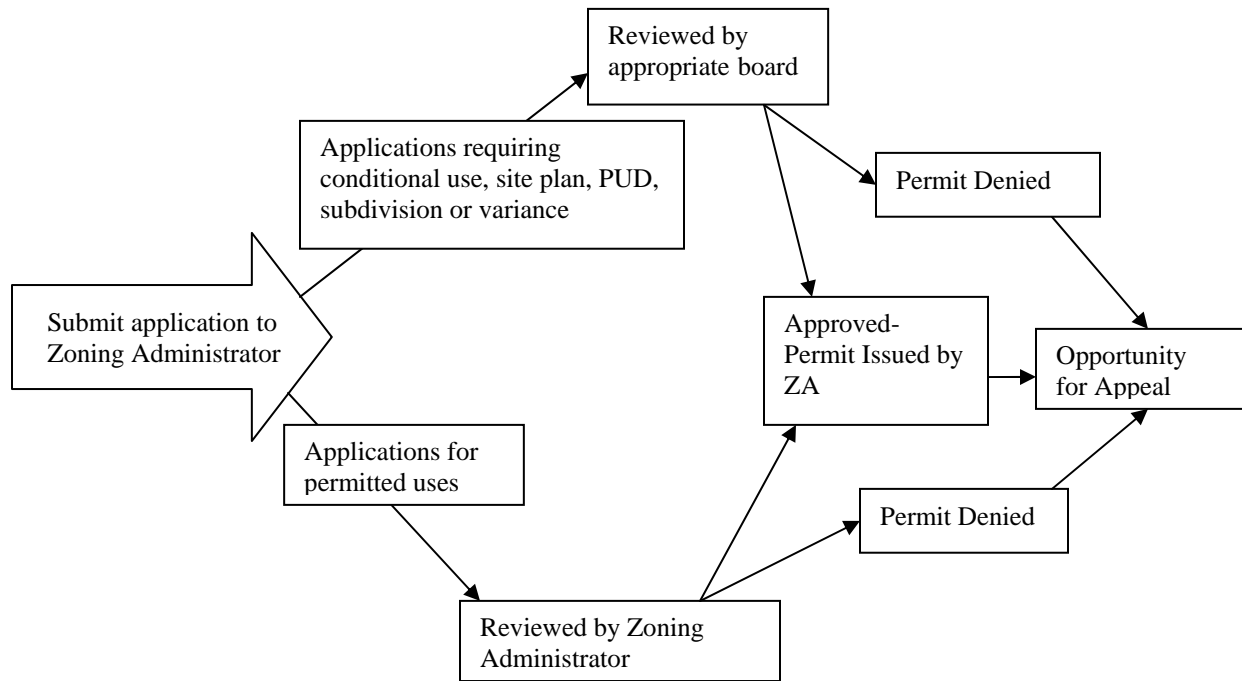 Reviewed by
appropriate board
Applications requiring
conditional use, site plan, PUD,
subdivision or variance
Permit Denied
Submit application to
Zoning Administrator
Approved-
Permit Issued by
ZA
Opportunity
for Appeal
Applications for
permitted uses
Permit Denied
Reviewed by Zoning
Administrator